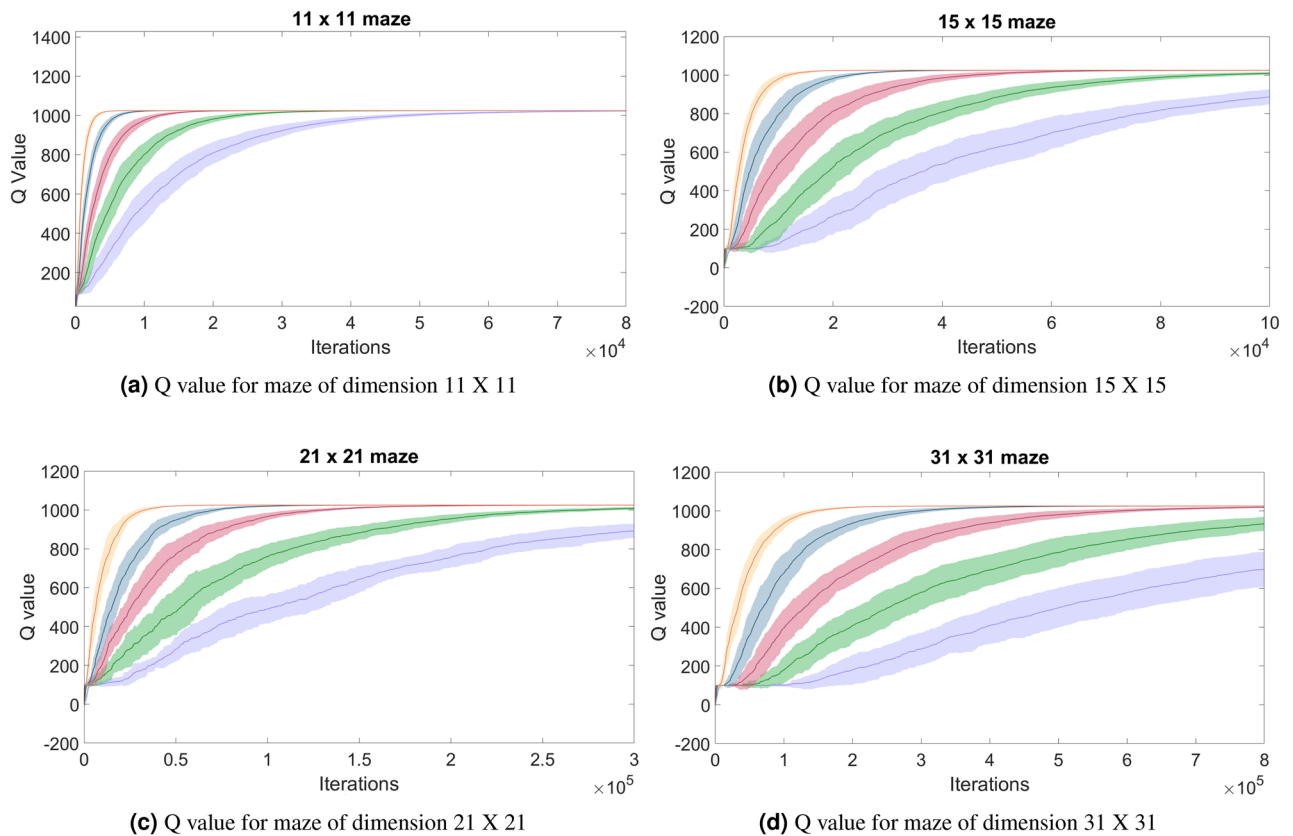 11 x 11 maze
1400
1200
1000
800
600
400
200
Q Value
0 1 2 3 4 5 6 7 8
Iterations
×10^4
(a) Q value for maze of dimension 11 X 11
15 x 15 maze
1200
1000
800
600
400
200
0
-200
Q value
0 2 4 6 8 10
Iterations
×10^4
(b) Q value for maze of dimension 15 X 15
21 x 21 maze
1200
1000
800
600
400
200
0
-200
Q value
0 0.5 1 1.5 2 2.5 3
Iterations
×10^5
(c) Q value for maze of dimension 21 X 21
31 x 31 maze
1200
1000
800
600
400
200
0
-200
Q value
0 1 2 3 4 5 6 7 8
Iterations
×10^5
(d) Q value for maze of dimension 31 X 31